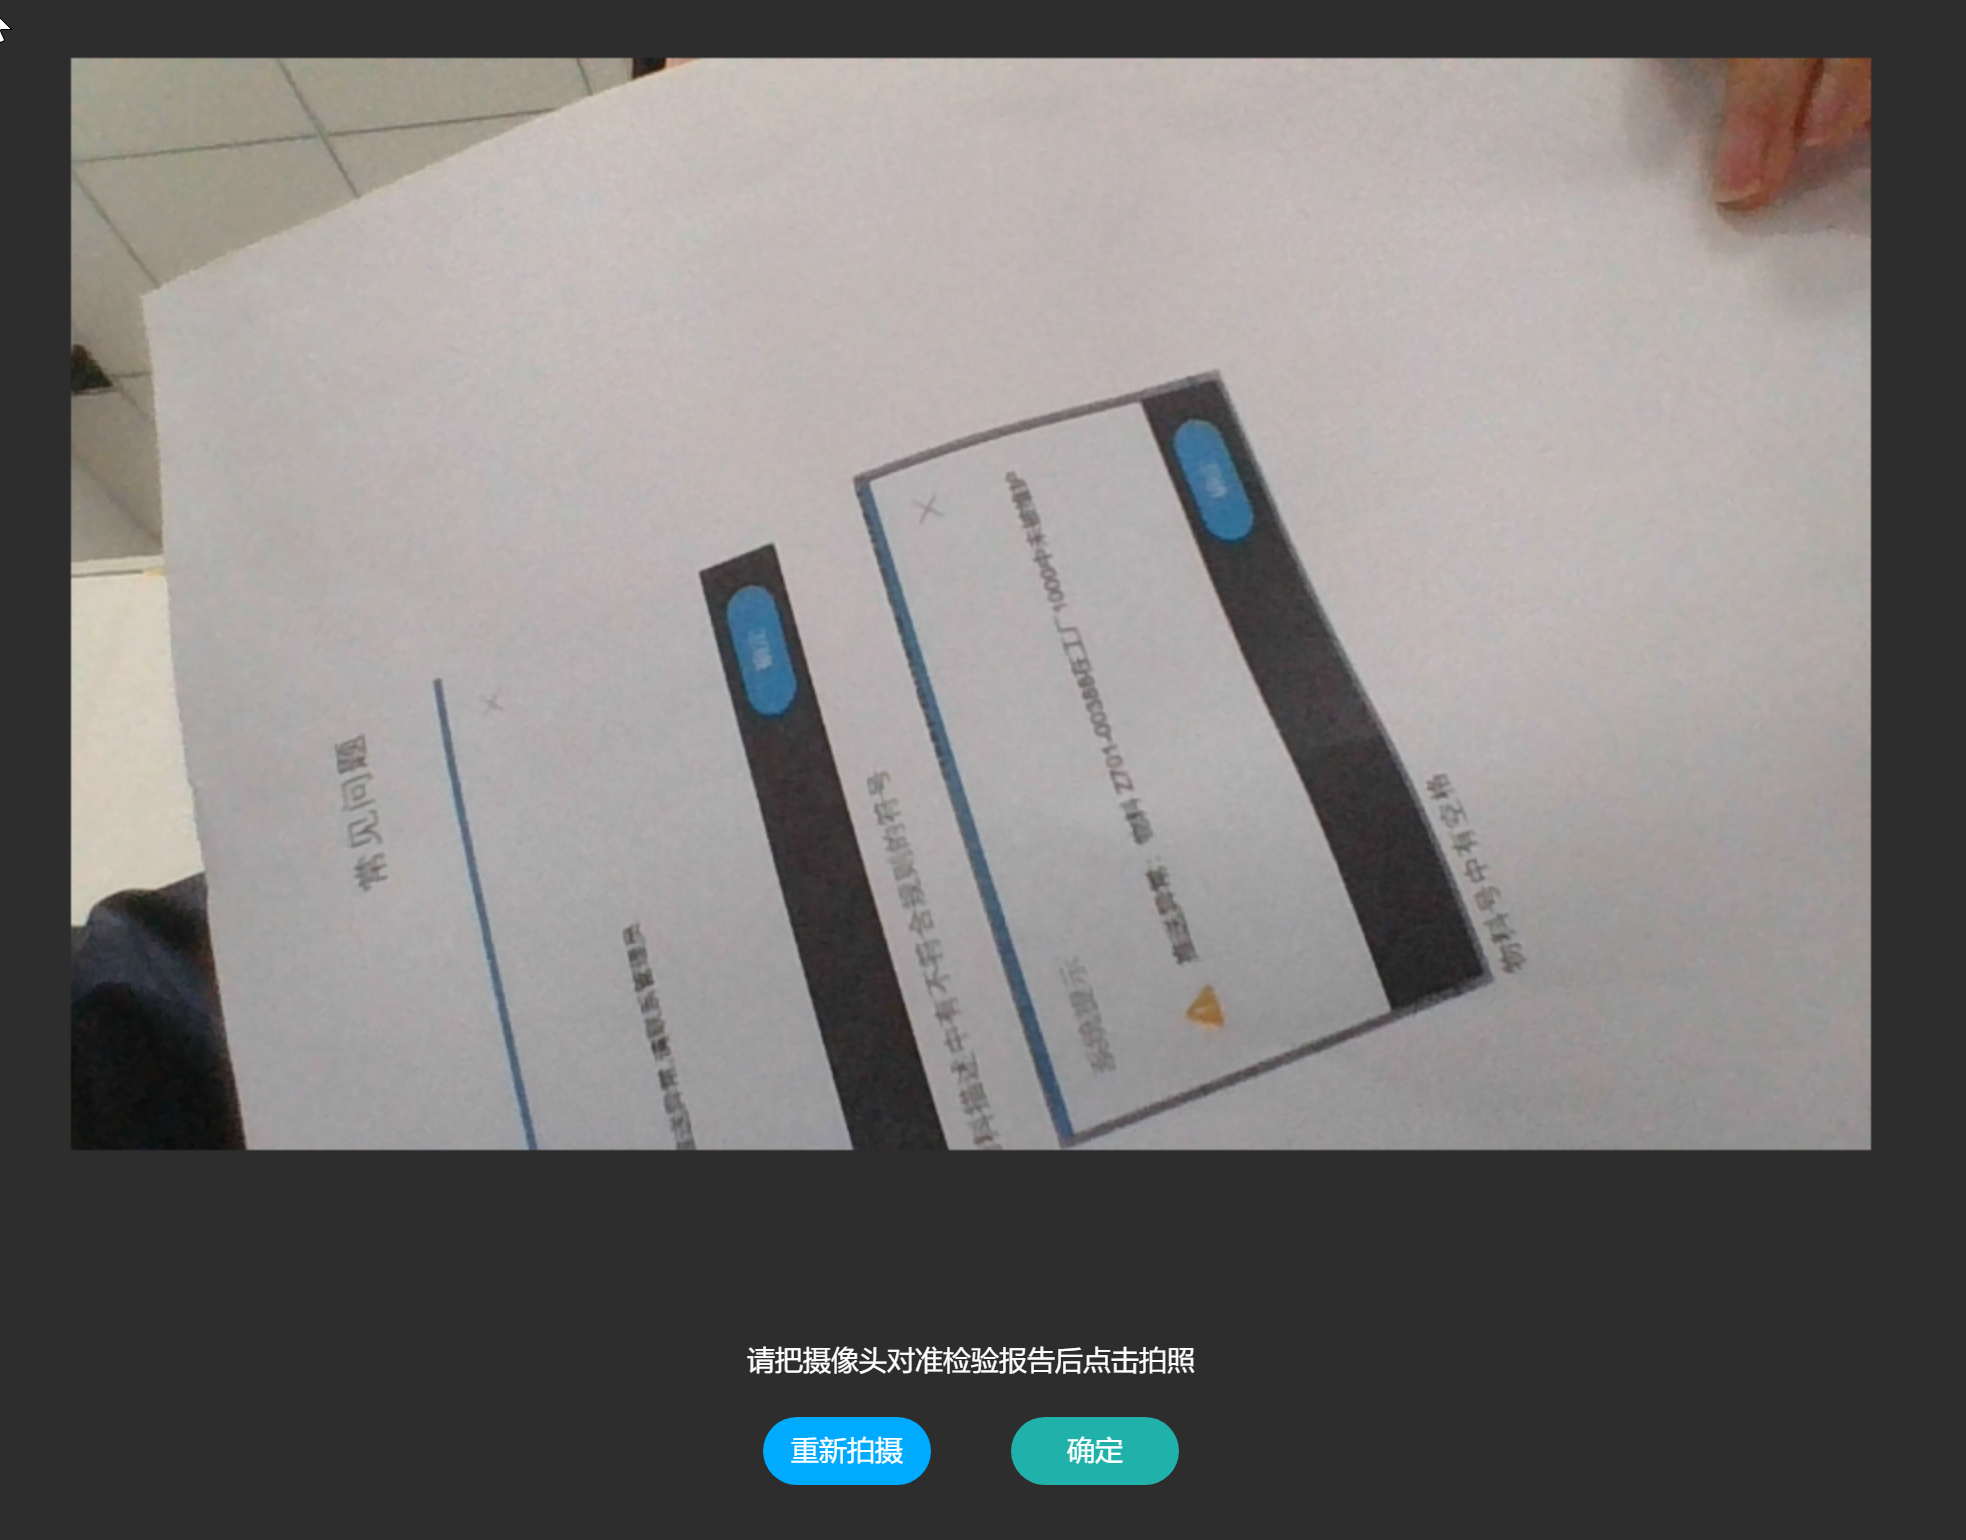 常见问题
×
送异常,请联系管理员
确定
料描述中有不符合规则的符号
系统提示
×
推送异常：物料 Z701-00386在工厂1000中未被维护
确定
物料号中有空格
请把摄像头对准检验报告后点击拍照
重新拍摄
确定